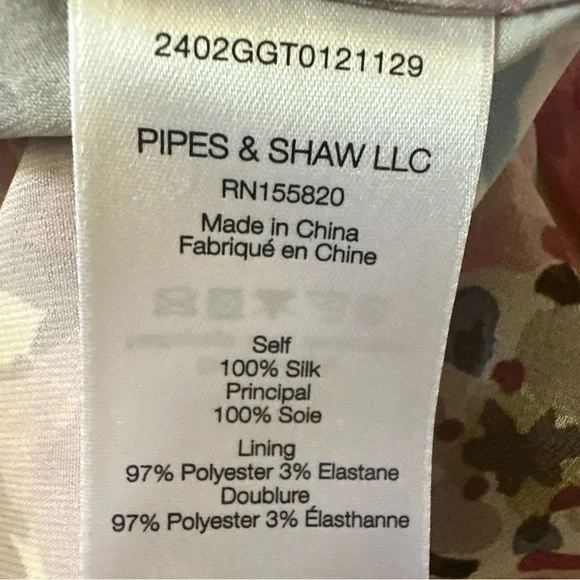 2402GGT0121129
PIPES & SHAW LLC
RN155820
Made in China
Fabriqué en Chine
Self
100% Silk
Principal
100% Soie
Lining
97% Polyester 3% Elastane
Doublure
97% Polyester 3% Élasthanne